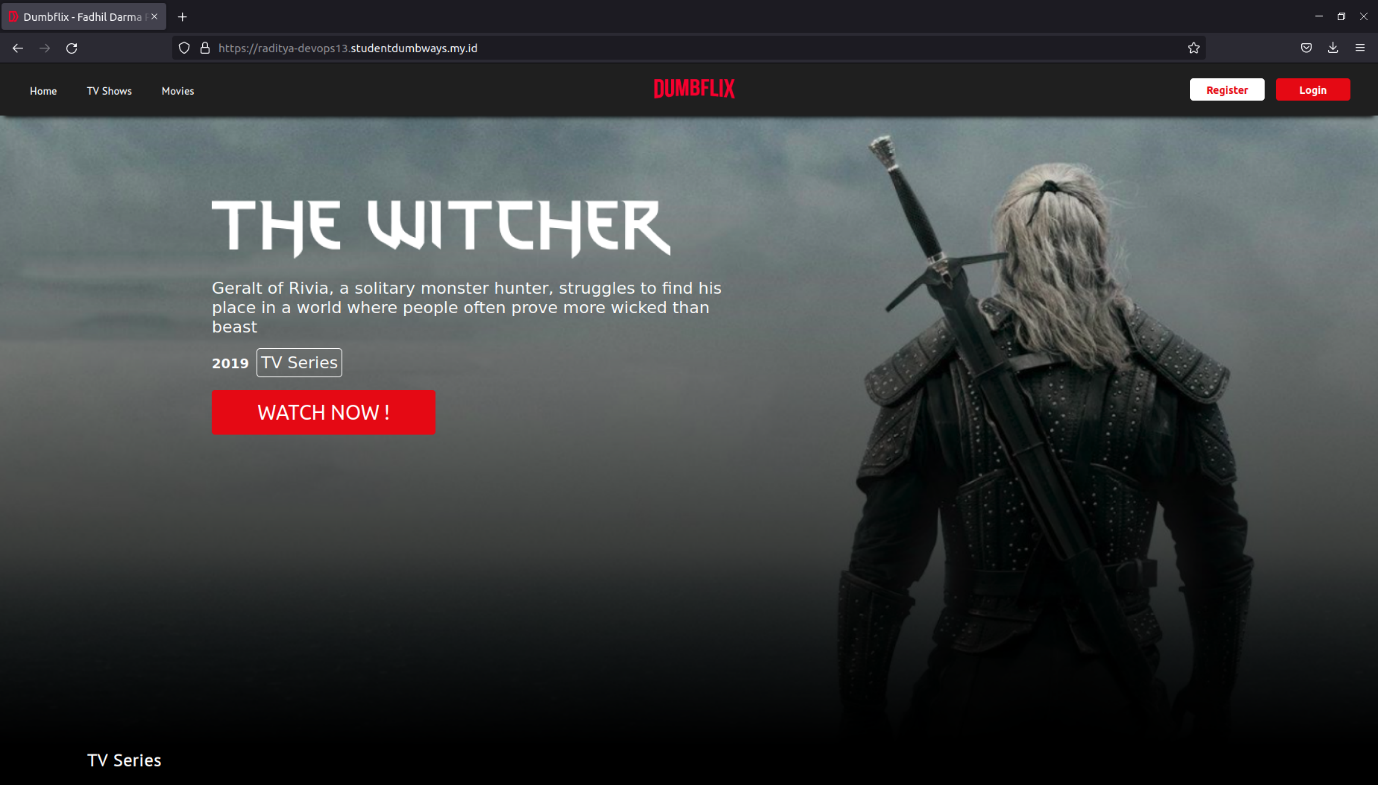 Dumbflix - Fadhil Darma
https://raditya-devops13.studentdumbways.my.id
Home TV Shows Movies DUMBFLIX Register Login
THE WITCHER
Geralt of Rivia, a solitary monster hunter, struggles to find his
place in a world where people often prove more wicked than
beast
2019 TV Series
WATCH NOW !
TV Series